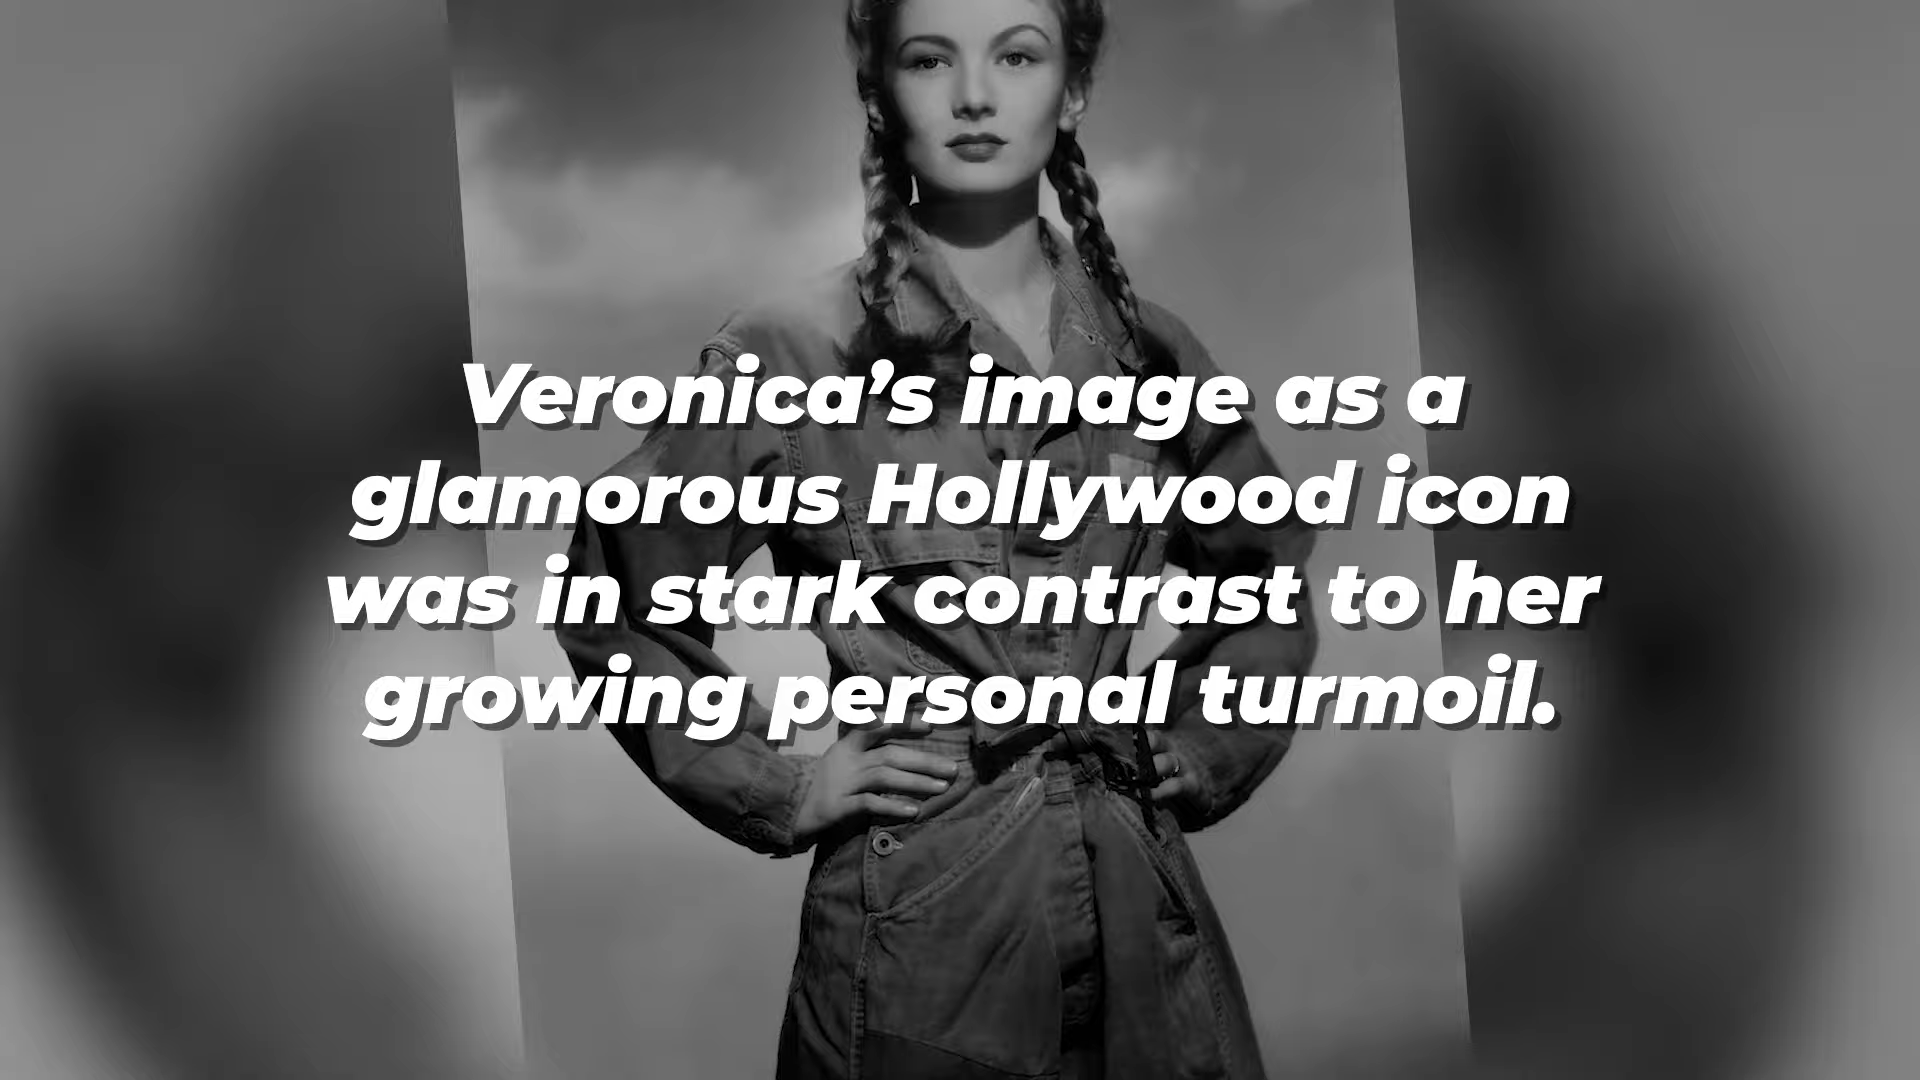 Veronica’s image as a
glamorous Hollywood icon
was in stark contrast to her
growing personal turmoil.